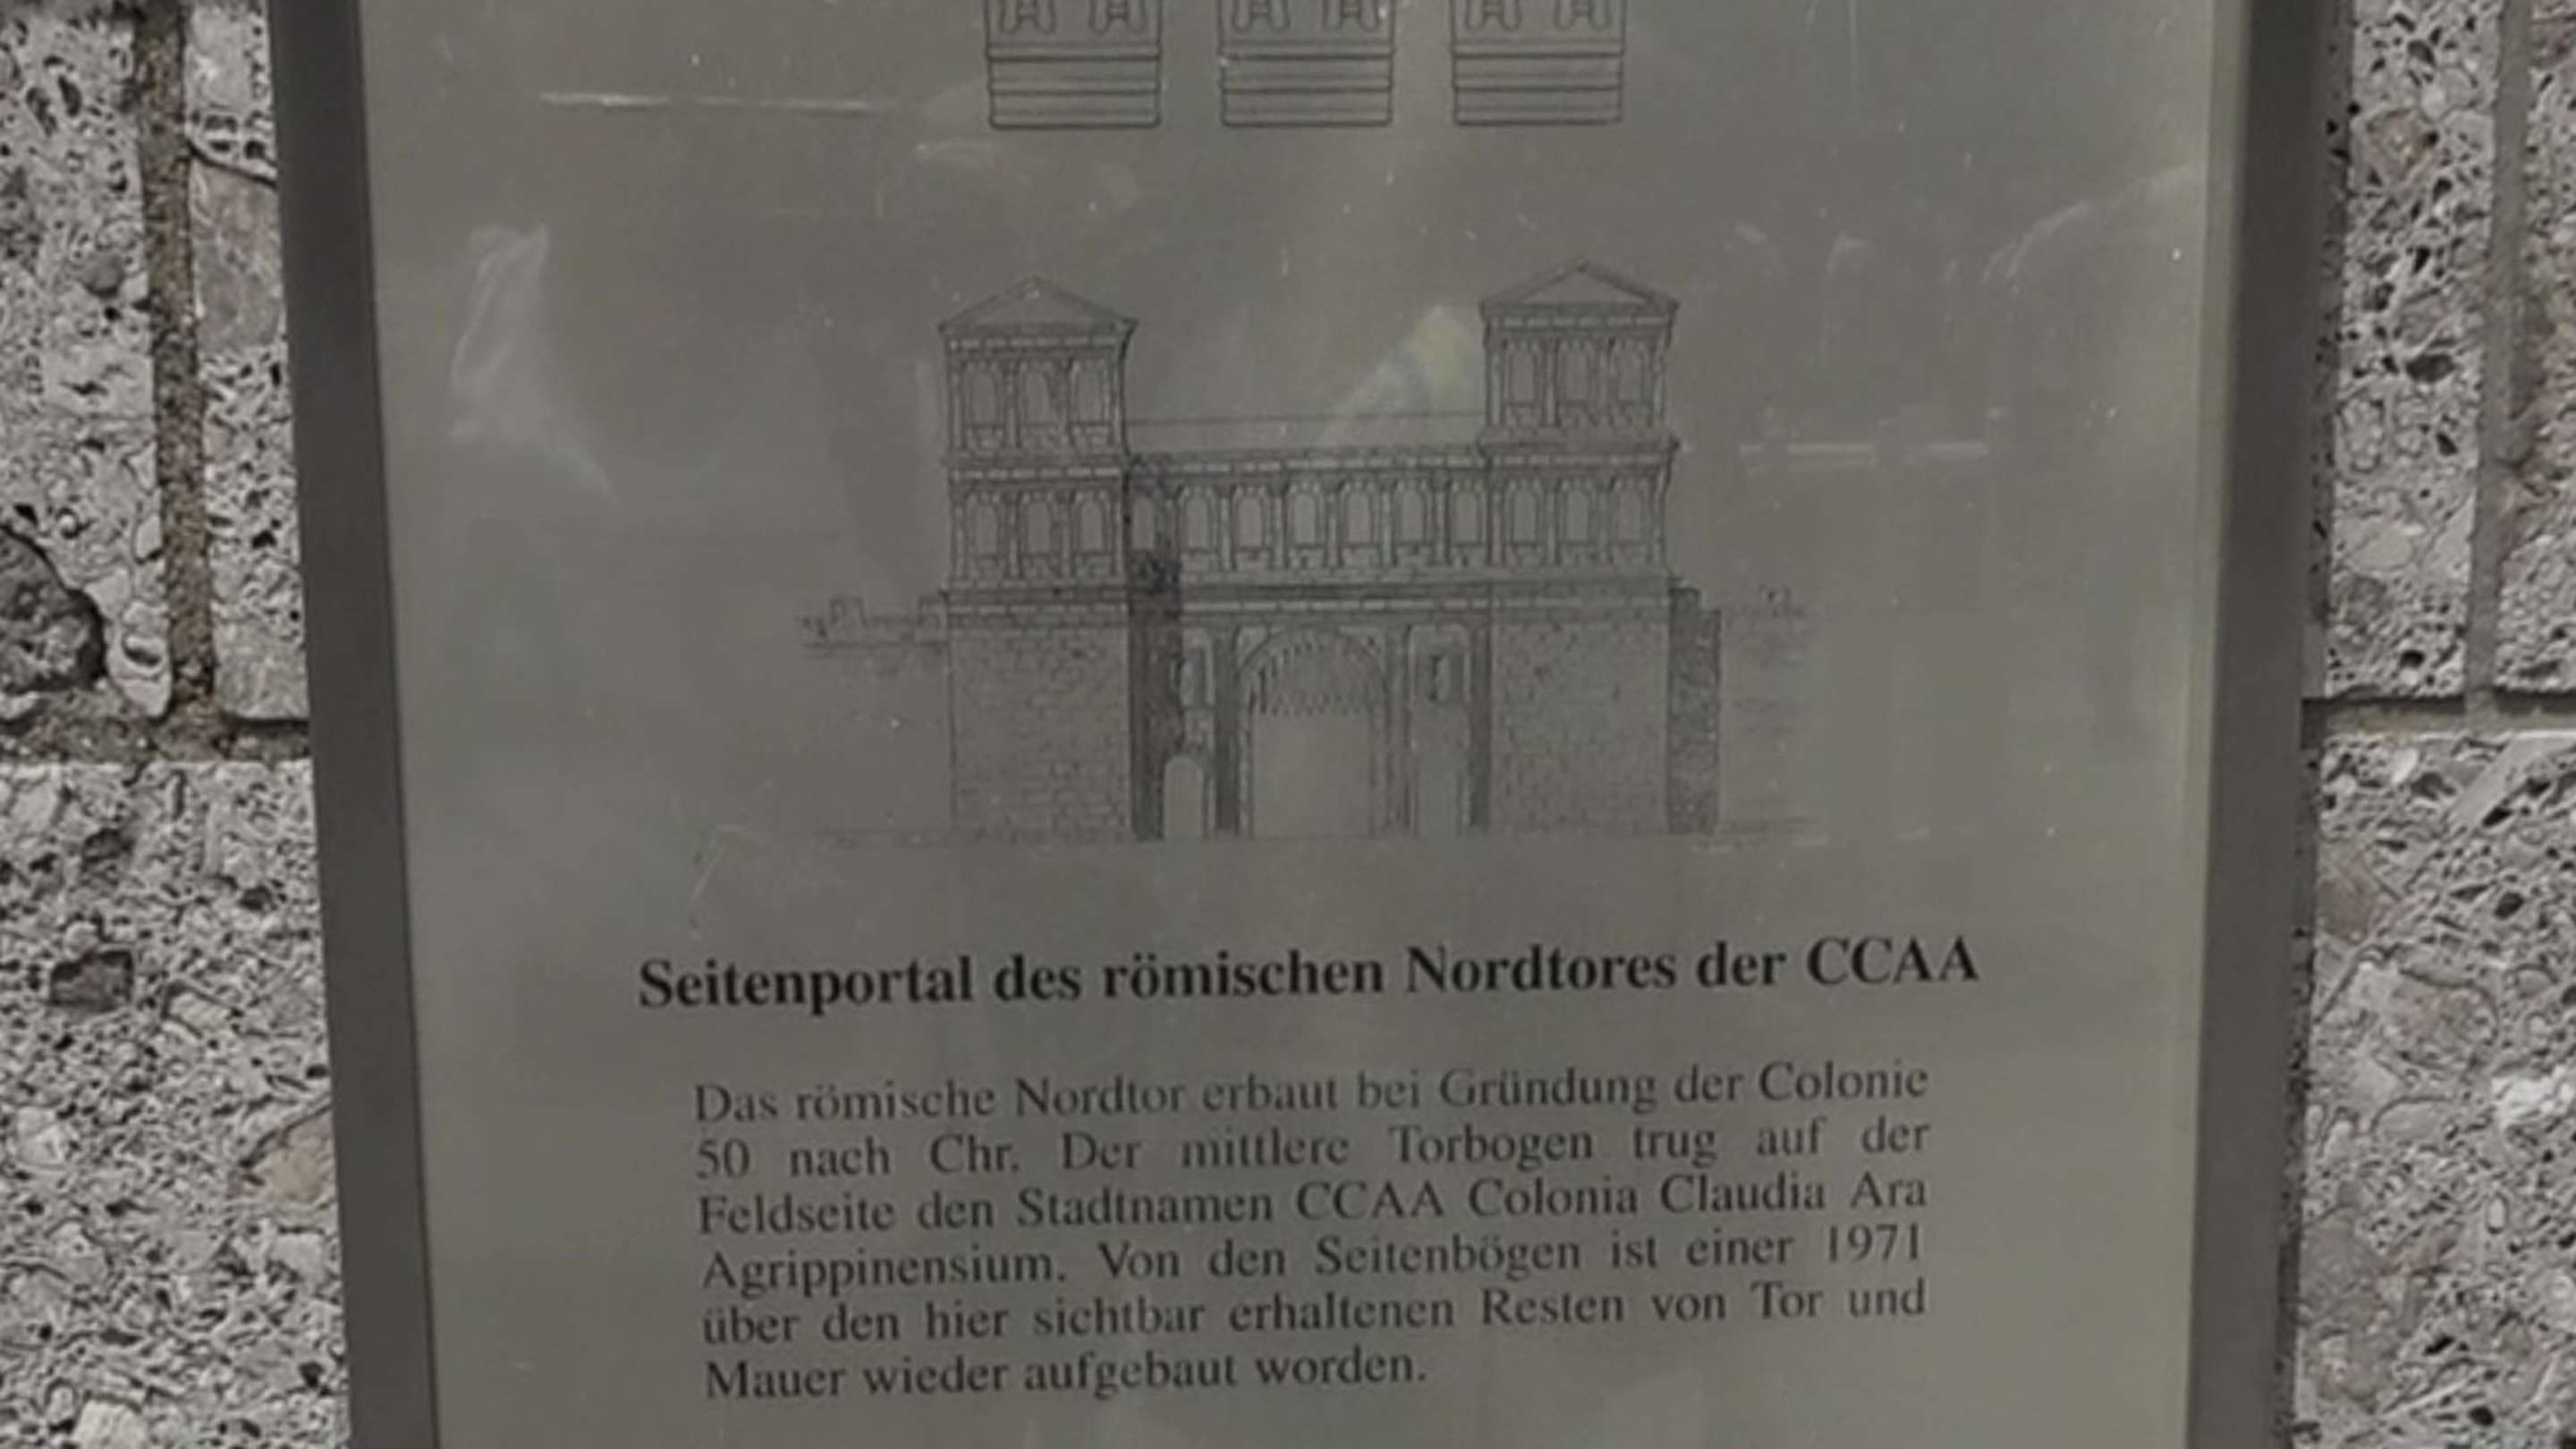 Seitenportal des römischen Nordtores der CCAA
Das römische Nordtor erbaut bei Gründung der Colonie
50 nach Chr. Der mittlere Torbogen trug auf der
Feldseite den Stadtnamen CCAA Colonia Claudia Ara
Agrippinensium. Von den Seitenbögen ist einer 1971
über den hier sichtbar erhaltenen Resten von Tor und
Mauer wieder aufgebaut worden.